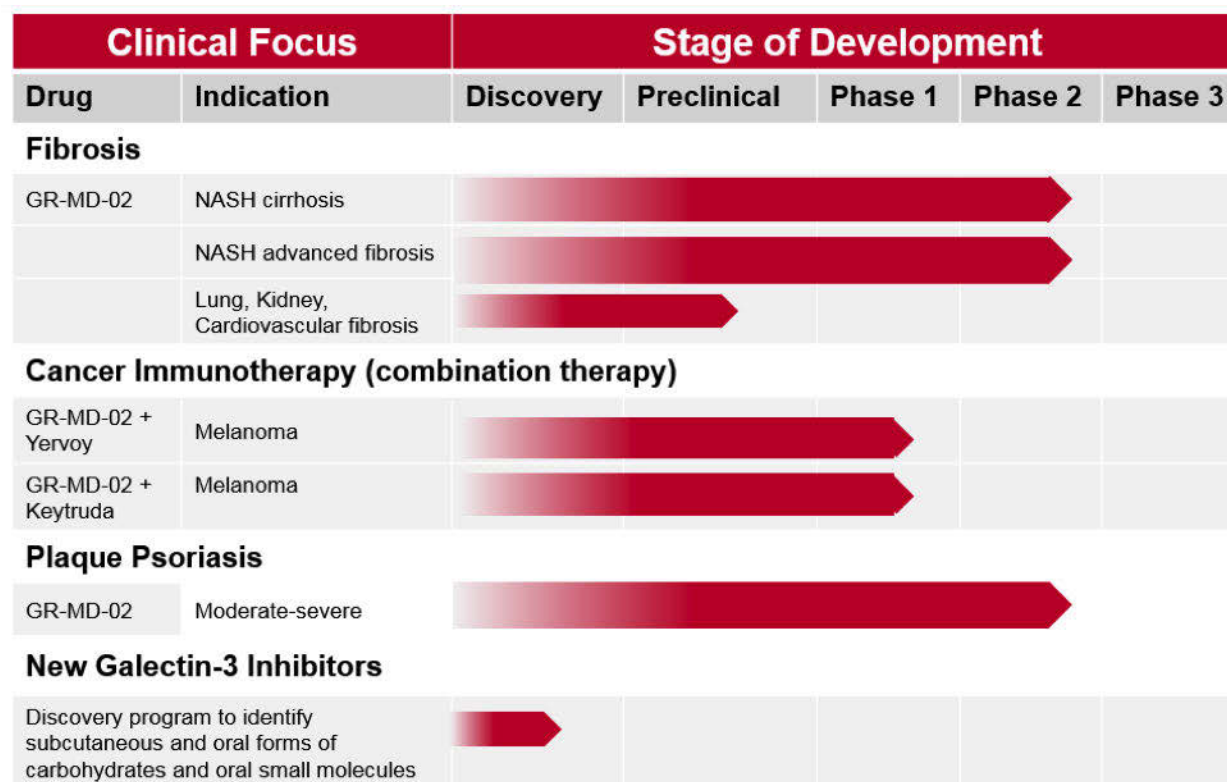 Clinical Focus Stage of Development
Drug Indication Discovery Preclinical Phase 1 Phase 2 Phase 3
Fibrosis
GR-MD-02 NASH cirrhosis
NASH advanced fibrosis
Lung, Kidney,
Cardiovascular fibrosis
Cancer Immunotherapy (combination therapy)
GR-MD-02 +
Yervoy
Melanoma
GR-MD-02 +
Keytruda
Melanoma
Plaque Psoriasis
GR-MD-02 Moderate-severe
New Galectin-3 Inhibitors
Discovery program to identify
subcutaneous and oral forms of
carbohydrates and oral small molecules